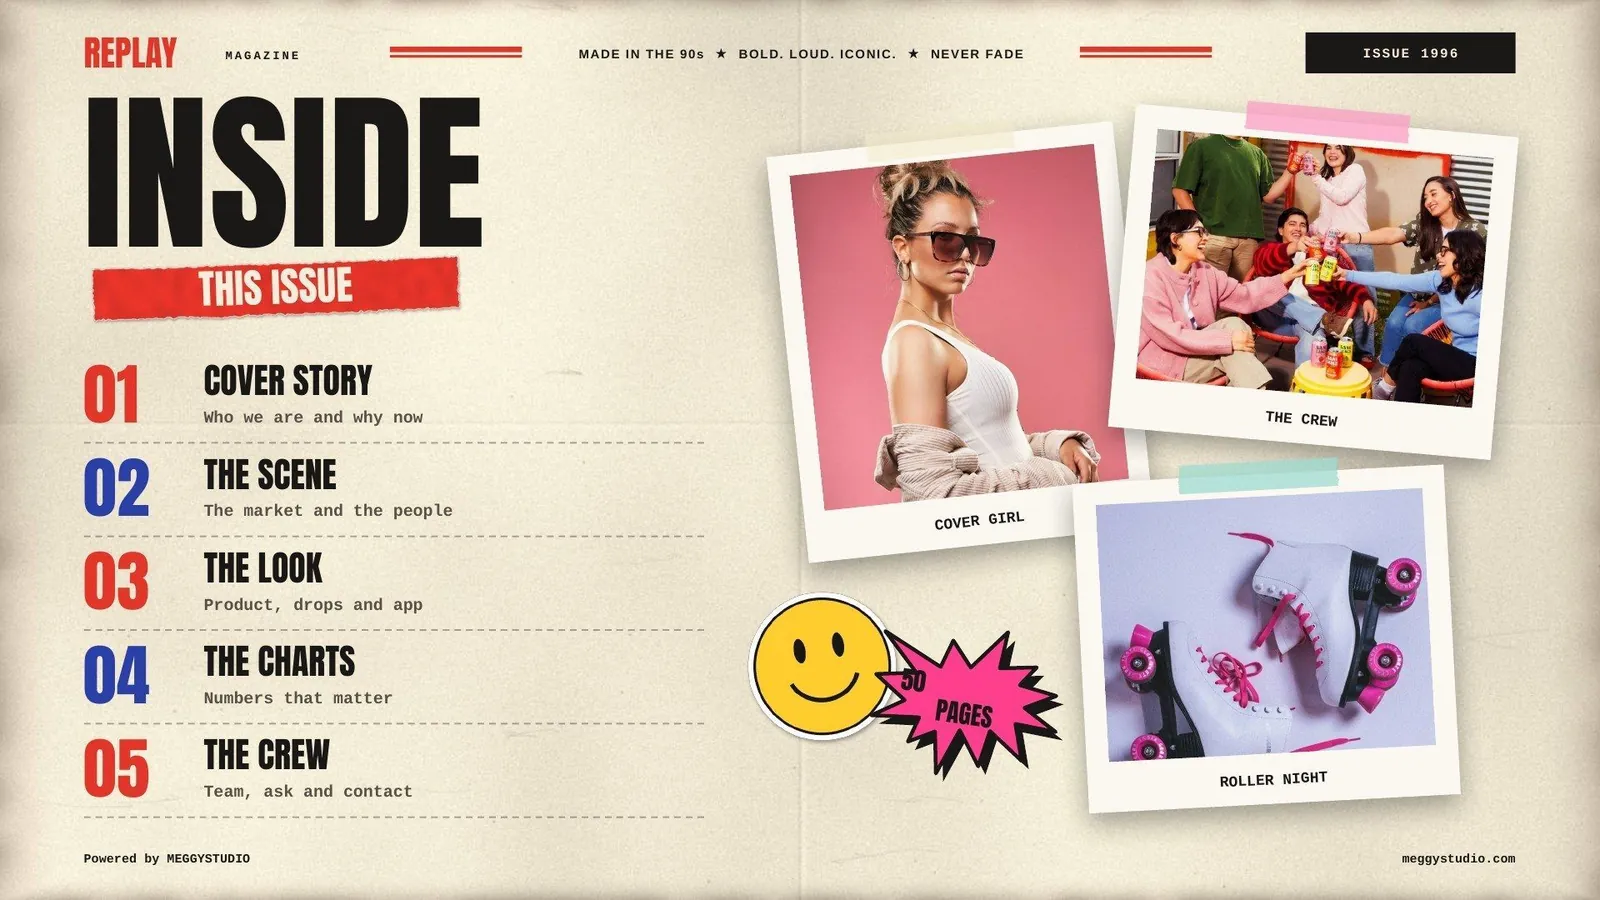 REPLAY MAGAZINE MADE IN THE 90s ★ BOLD. LOUD. ICONIC. ★ NEVER FADE ISSUE 1996
INSIDE
THIS ISSUE
01 COVER STORY
Who we are and why now
02 THE SCENE
The market and the people
03 THE LOOK
Product, drops and app
04 THE CHARTS
Numbers that matter
05 THE CREW
Team, ask and contact
COVER GIRL
THE CREW
50
PAGES
ROLLER NIGHT
Powered by MEGGYSTUDIO
meggystudio.com